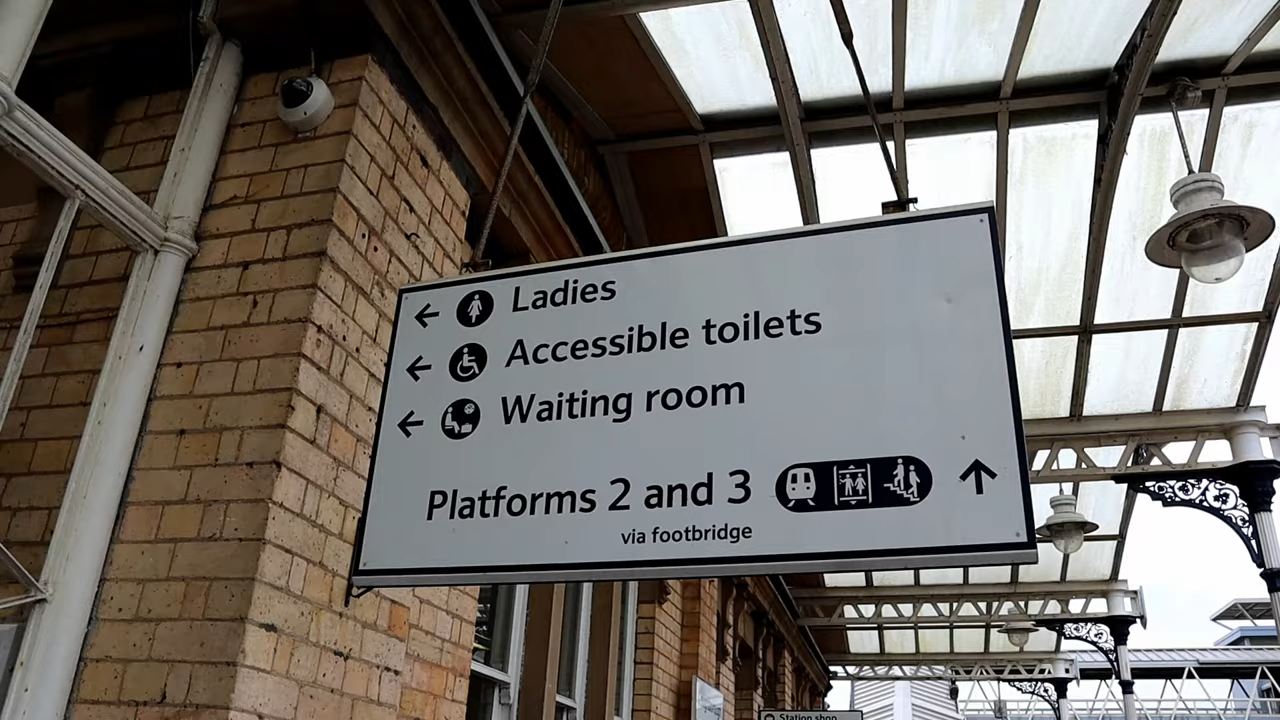 Ladies
Accessible toilets
Waiting room
Platforms 2 and 3
via footbridge
Station shop